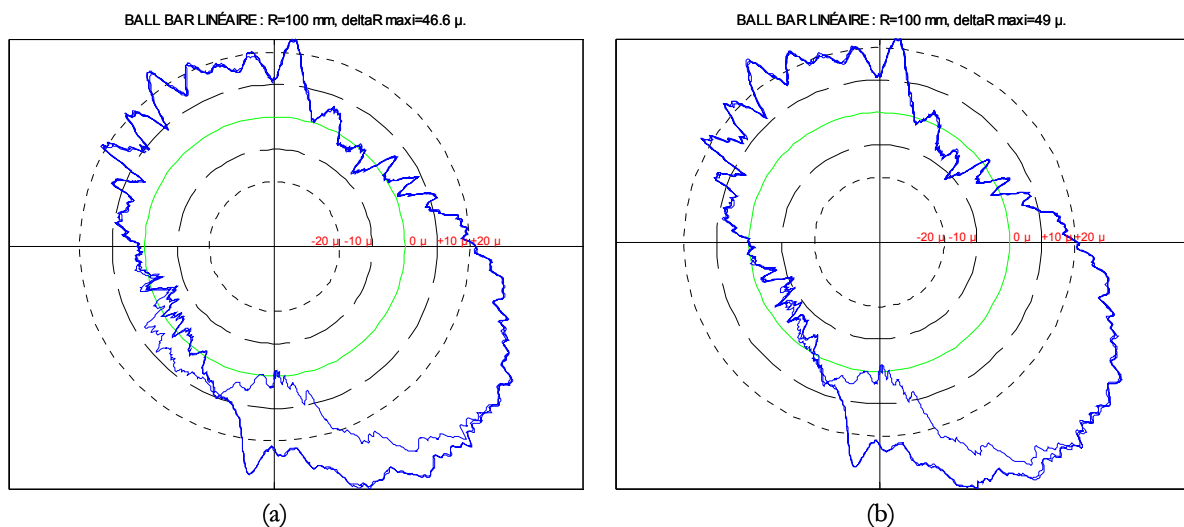 BALL BAR LINÉAIRE : R=100 mm, deltaR maxi=46.6 µ.
BALL BAR LINÉAIRE : R=100 mm, deltaR maxi=49 µ.
-20 µ -10 µ 0 µ +10 µ +20 µ
-20 µ -10 µ 0 µ +10 µ +20 µ
(a)
(b)